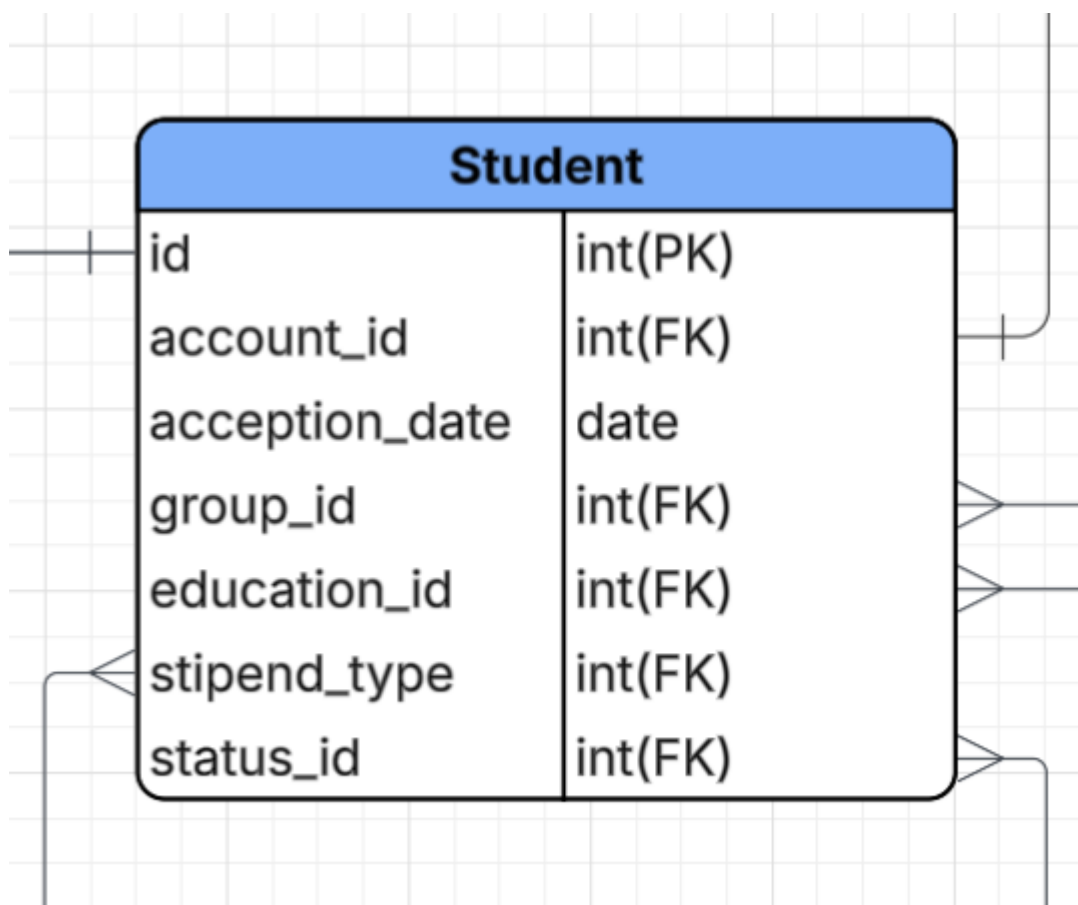 Student
id int(PK)
account_id int(FK)
acception_date date
group_id int(FK)
education_id int(FK)
stipend_type int(FK)
status_id int(FK)